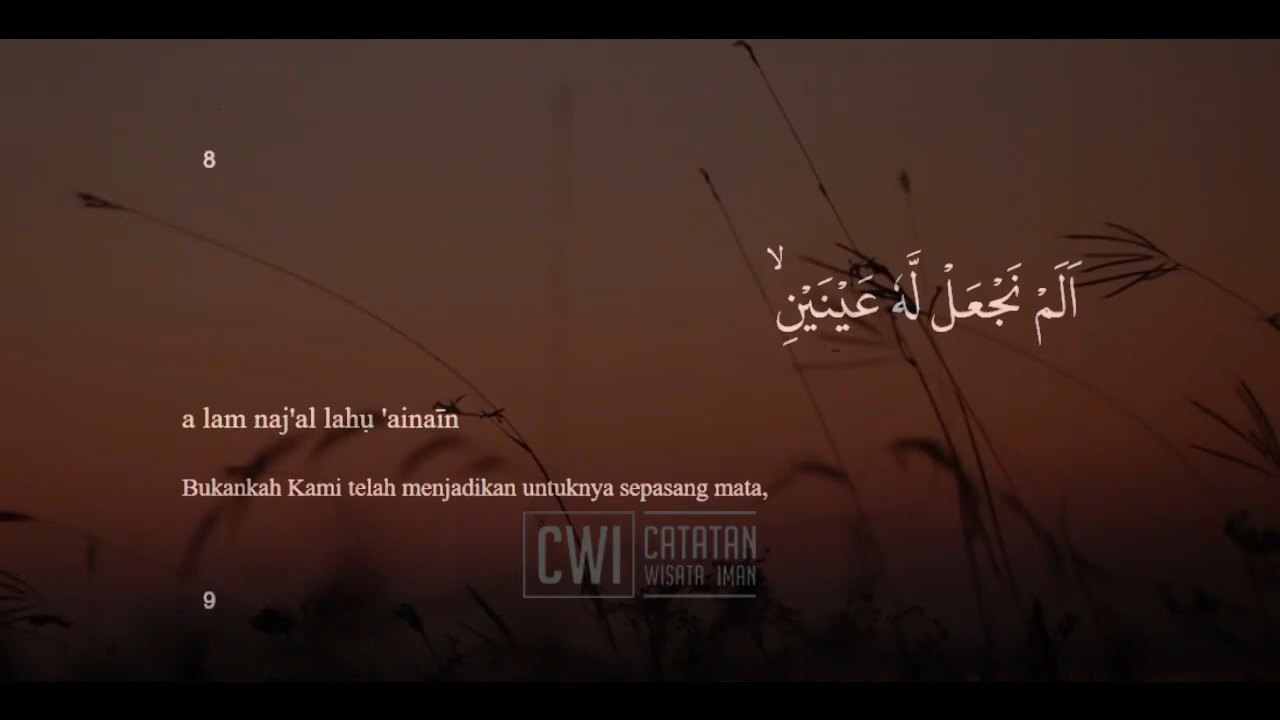 8
اَلَمْ نَجْعَلْ لَّهٗ عَيْنَيْنِۙ
a lam naj'al lahụ 'ainaīn
Bukankah Kami telah menjadikan untuknya sepasang mata,
CWI CATATAN
WISATA IMAN
9